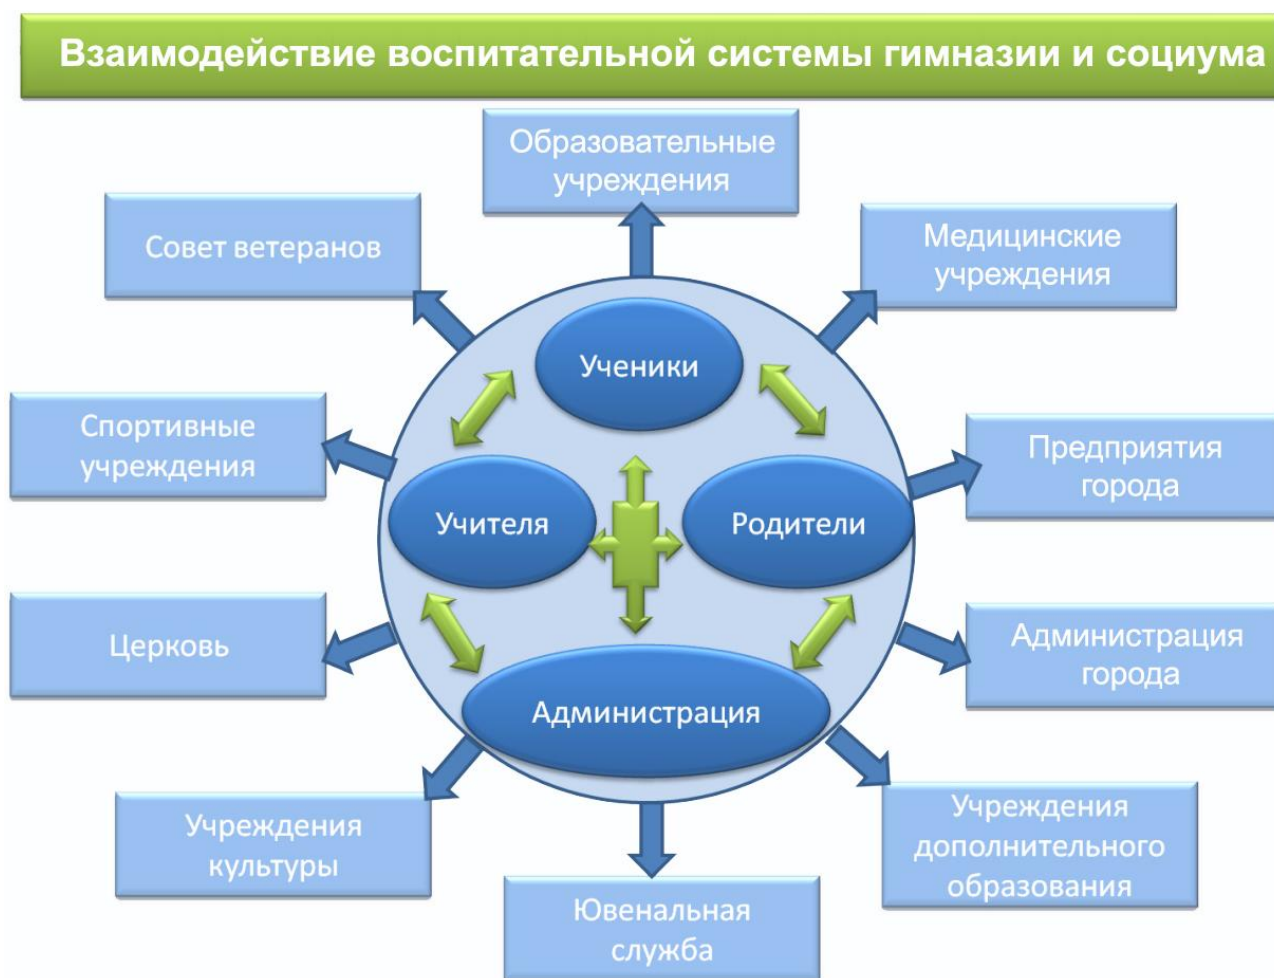 Взаимодействие воспитательной системы гимназии и социума
Образовательные
учреждения
Совет ветеранов
Медицинские
учреждения
Ученики
Спортивные
учреждения
Предприятия
города
Учителя
Родители
Церковь
Администрация
города
Администрация
Учреждения
культуры
Учреждения
дополнительного
образования
Ювенальная
служба